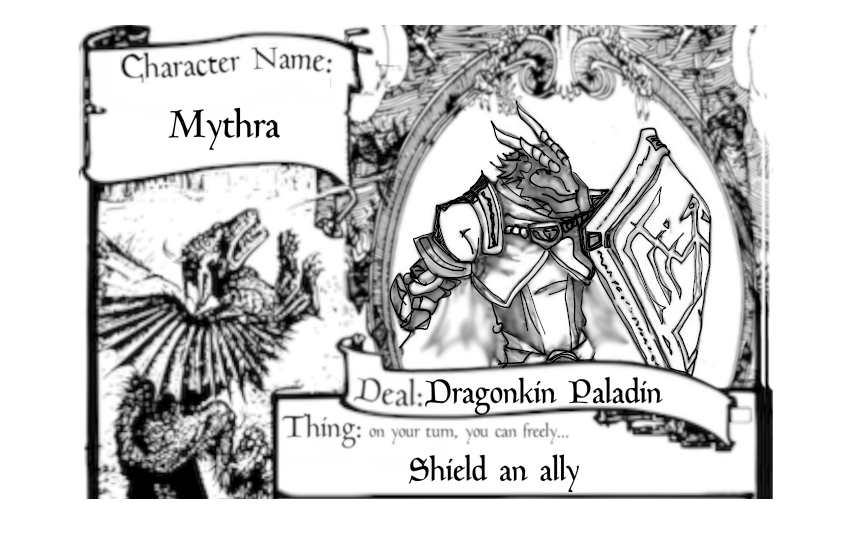 Character Name:
Mythra
Deal:Dragonkin Paladin
Thing: on your turn, you can freely...
Shield an ally